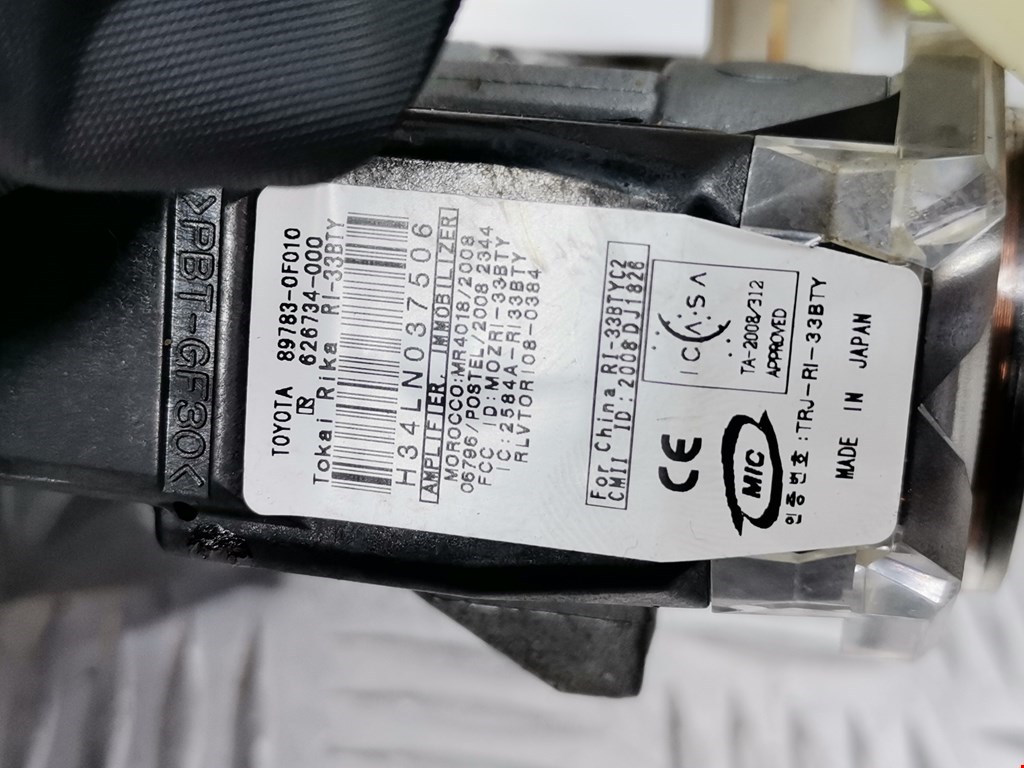 TOYOTA 89783-0F010
R 626734-000
Tokai Rika RI-33BTY
H34LN037506
AMPLIFIER, IMMOBILIZER
MOROCCO:MR4018/2008
06796/POSTEL/2008 2344
FCC ID:MOZRI-33BTY
IC:2584A-RI33BTY
RLVTORI08-0384
For China RI-33BTYC2
CMII ID:2008DJ1826
ICASA
TA-2008/312
APPROVED
CE
MIC
인증번호:TRJ-RI-33BTY
MADE IN JAPAN
>PBT-GF30<